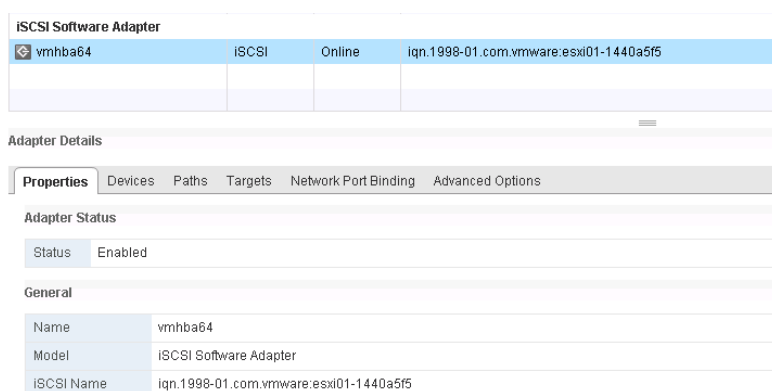 iSCSI Software Adapter
vmhba64 iSCSI Online iqn.1998-01.com.vmware:esxi01-1440a5f5
Adapter Details
Properties Devices Paths Targets Network Port Binding Advanced Options
Adapter Status
Status Enabled
General
Name vmhba64
Model iSCSI Software Adapter
iSCSI Name iqn.1998-01.com.vmware:esxi01-1440a5f5